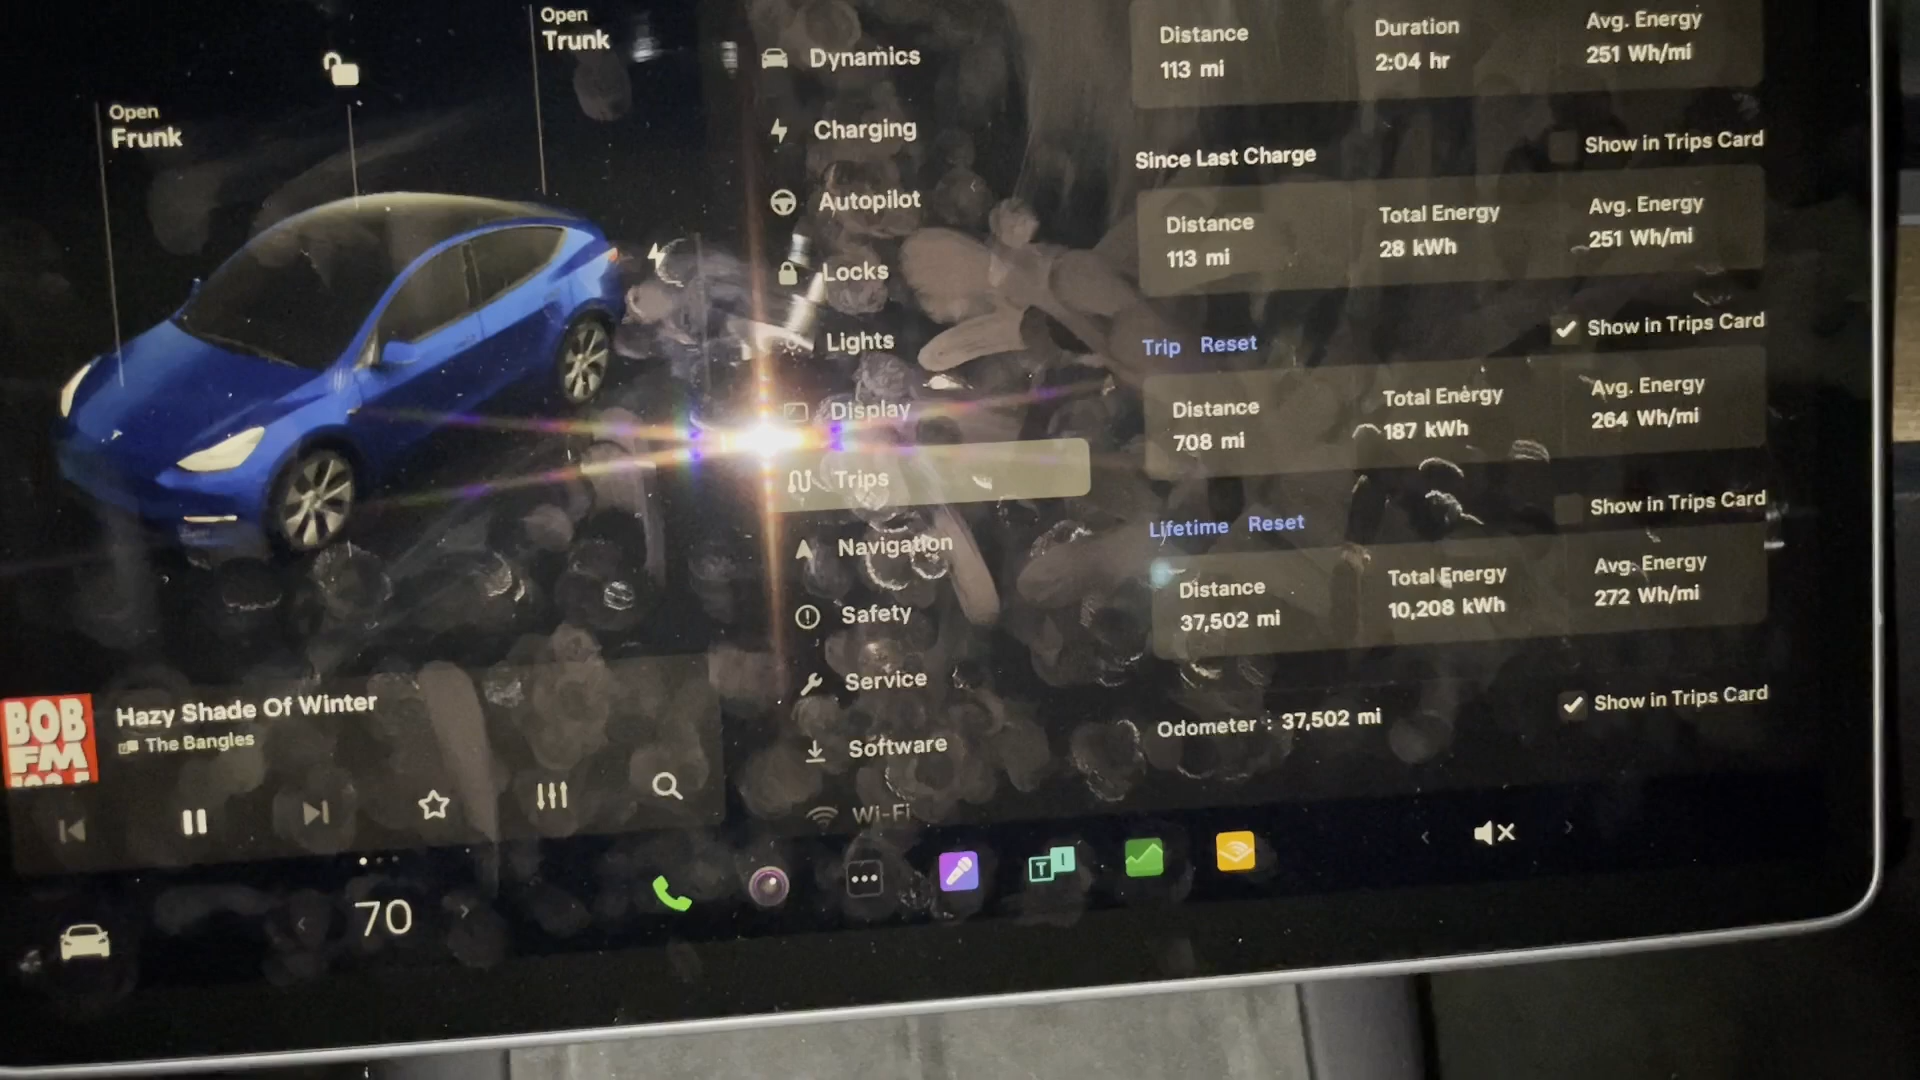 Open
Trunk
Open
Frunk
Dynamics
Charging
Autopilot
Locks
Lights
Display
Trips
Navigation
Safety
Service
Software
Wi-Fi
Distance
113 mi
Duration
2:04 hr
Avg. Energy
251 Wh/mi
Show in Trips Card
Since Last Charge
Distance
113 mi
Total Energy
28 kWh
Avg. Energy
251 Wh/mi
Show in Trips Card
Trip Reset
Distance
708 mi
Total Energy
187 kWh
Avg. Energy
264 Wh/mi
Show in Trips Card
Lifetime Reset
Distance
37,502 mi
Total Energy
10,208 kWh
Avg. Energy
272 Wh/mi
Show in Trips Card
Odometer : 37,502 mi
BOB
FM
Hazy Shade Of Winter
The Bangles
70
T I